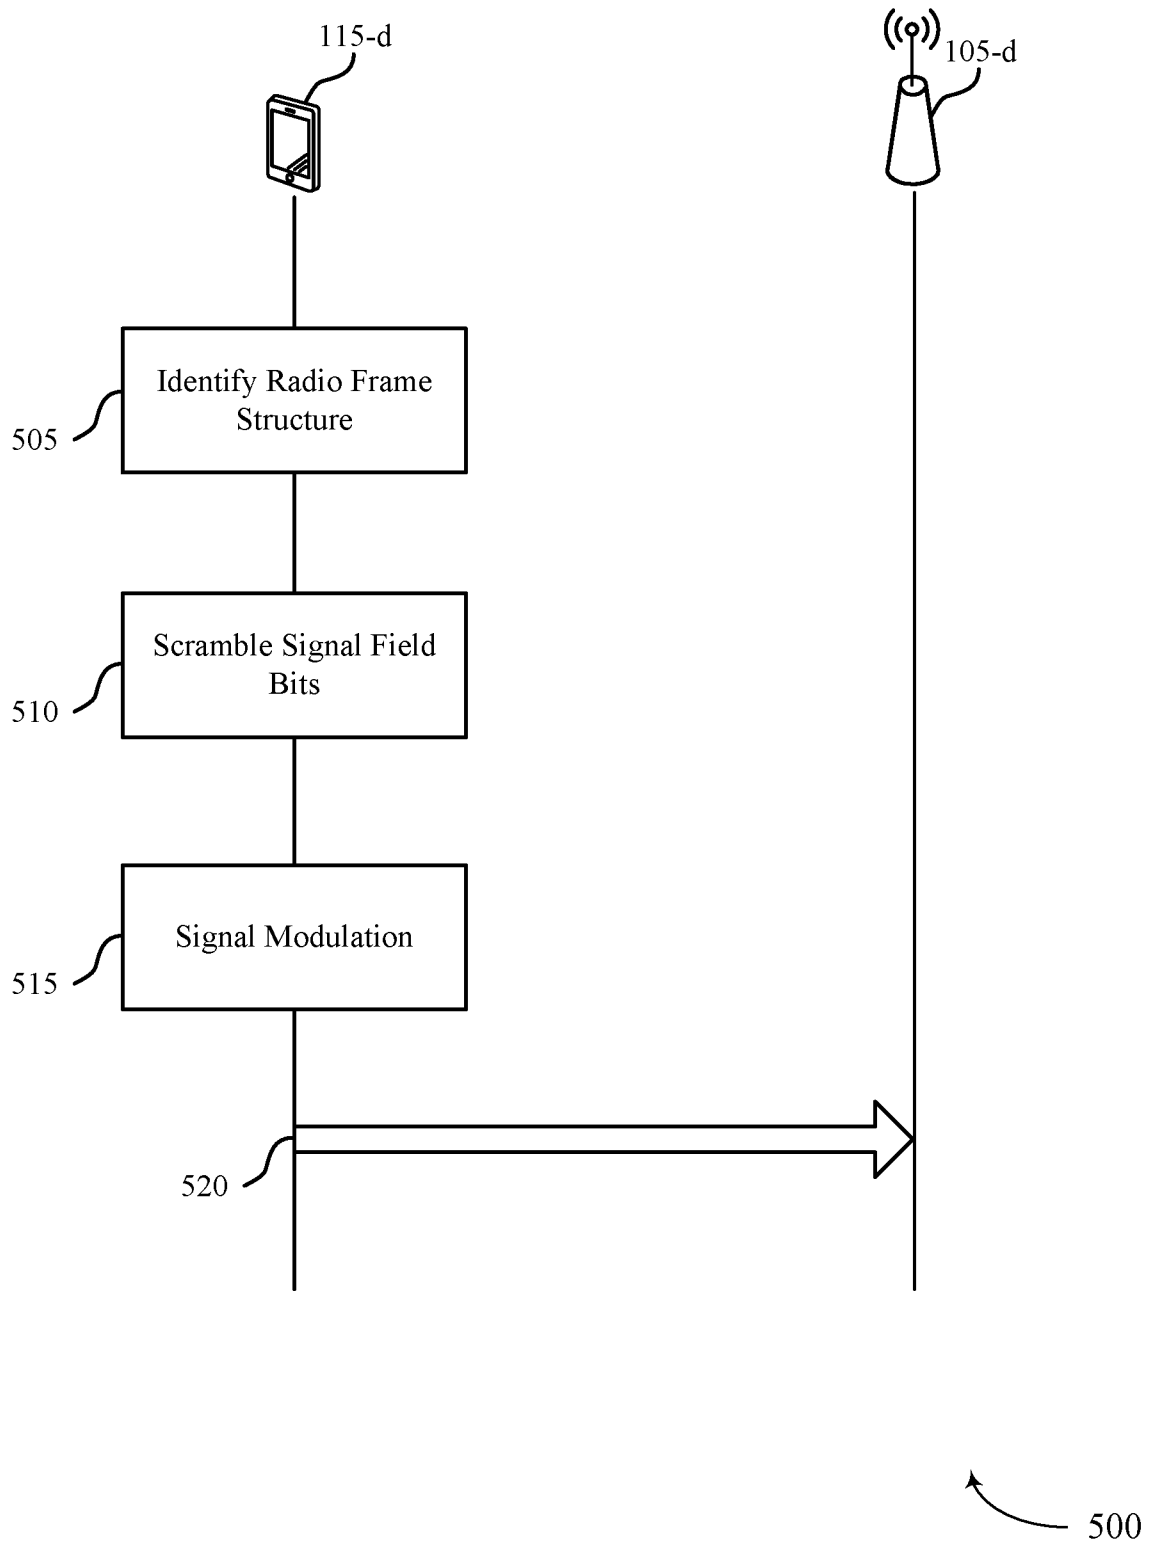 115-d
105-d
Identify Radio Frame
Structure
505
Scramble Signal Field
Bits
510
Signal Modulation
515
520
500